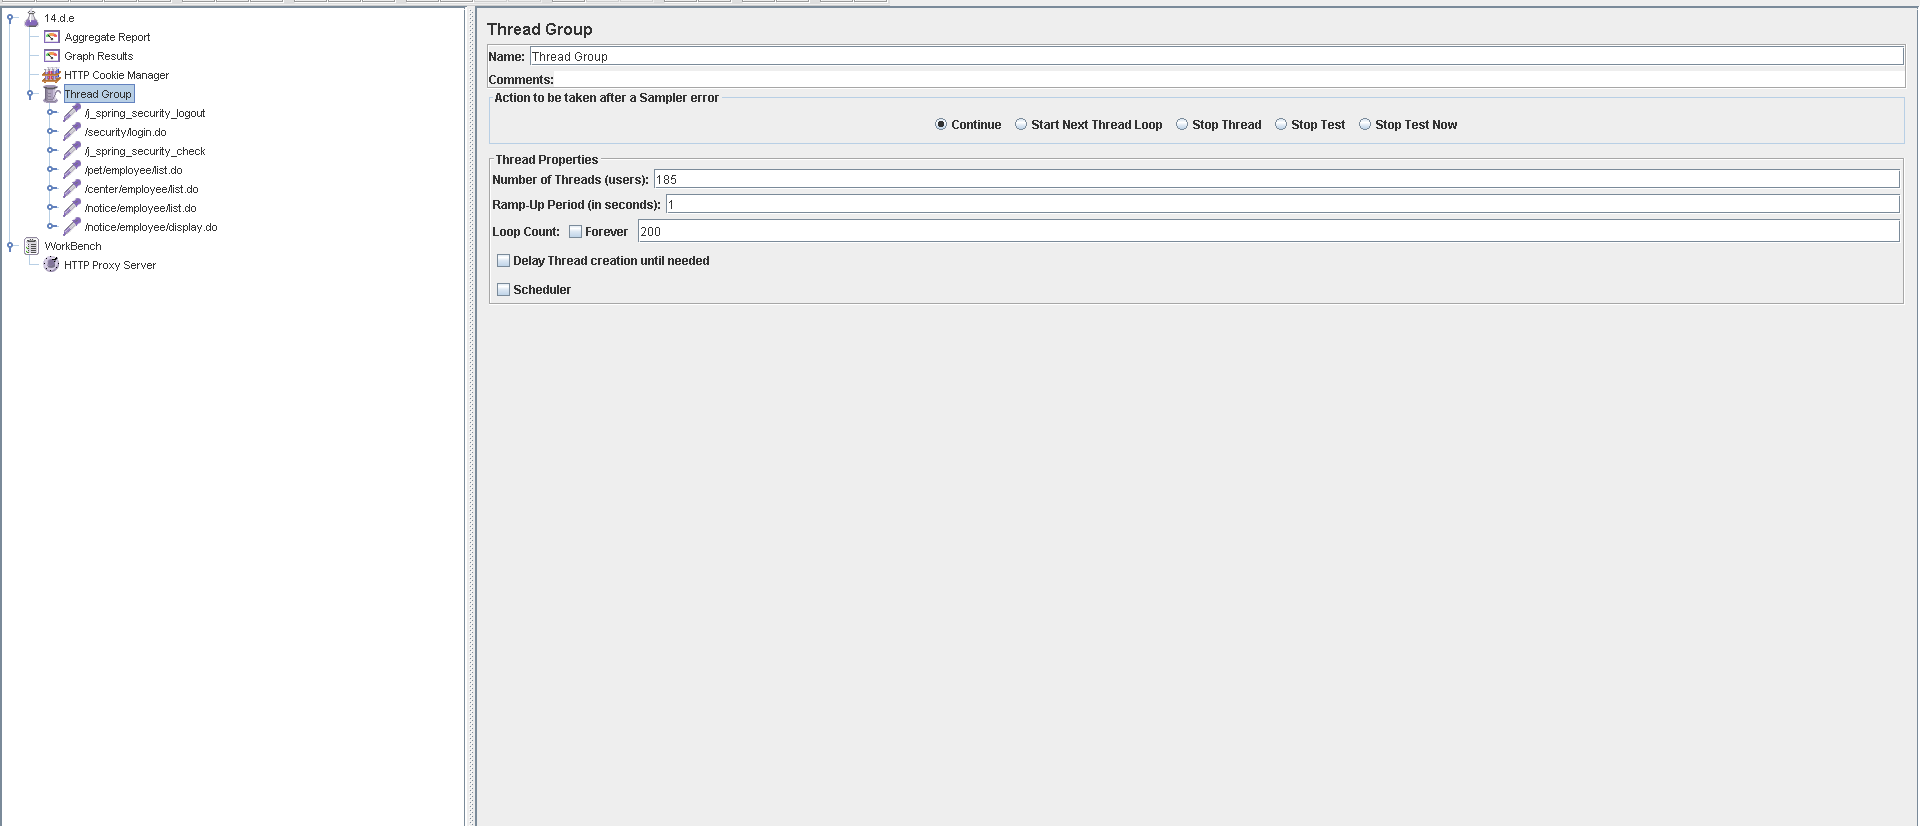 14.d.e
Aggregate Report
Graph Results
HTTP Cookie Manager
Thread Group
/j_spring_security_logout
/security/login.do
/j_spring_security_check
/pet/employee/list.do
/center/employee/list.do
/notice/employee/list.do
/notice/employee/display.do
WorkBench
HTTP Proxy Server
Thread Group
Name: Thread Group
Comments:
Action to be taken after a Sampler error
Continue Start Next Thread Loop Stop Thread Stop Test Stop Test Now
Thread Properties
Number of Threads (users): 185
Ramp-Up Period (in seconds): 1
Loop Count: Forever 200
Delay Thread creation until needed
Scheduler